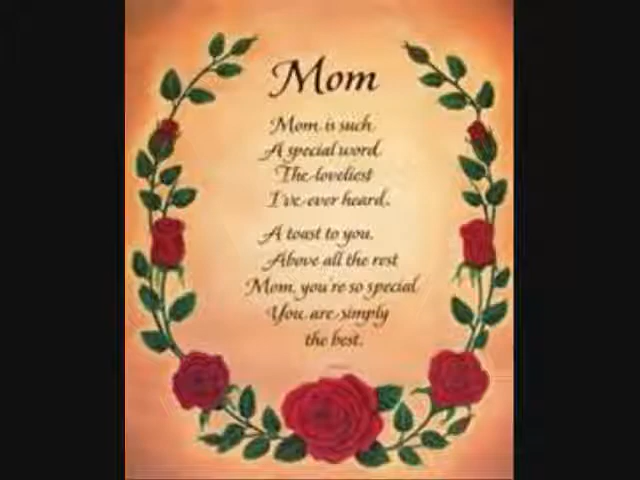 Mom
Mom is such
A special word
The loveliest
I've ever heard.
A toast to you.
Above all the rest
Mom, you're so special
You are simply
the best.